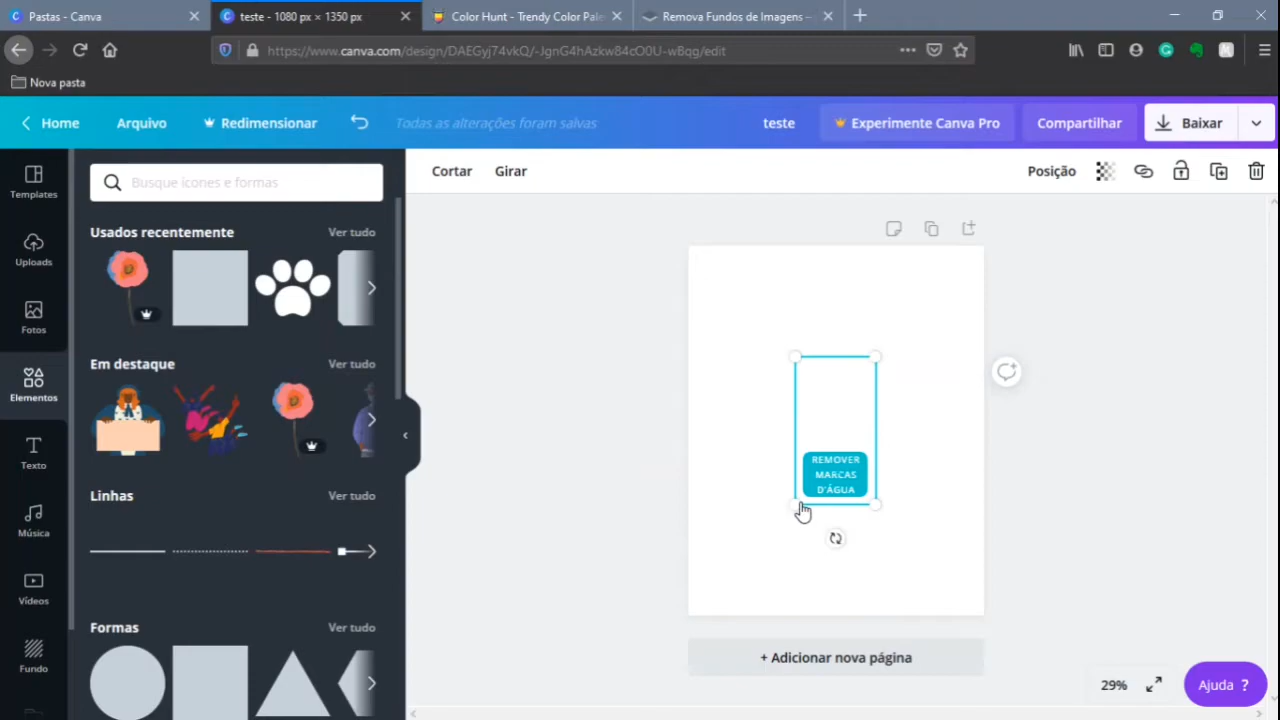 Pastas - Canva
teste - 1080 px × 1350 px
Color Hunt - Trendy Color Pale
Remova Fundos de Imagens –
https://www.canva.com/design/DAEGyj74vkQ/-JgnG4hAzkw84cO0U-wBqg/edit
Nova pasta
Home
Arquivo
Redimensionar
Todas as alterações foram salvas
teste
Experimente Canva Pro
Compartilhar
Baixar
Templates
Uploads
Fotos
Elementos
Texto
Música
Vídeos
Fundo
Busque ícones e formas
Usados recentemente
Ver tudo
Em destaque
Ver tudo
Linhas
Ver tudo
Formas
Ver tudo
Cortar
Girar
Posição
REMOVER
MARCAS
D'ÁGUA
+ Adicionar nova página
29%
Ajuda ?